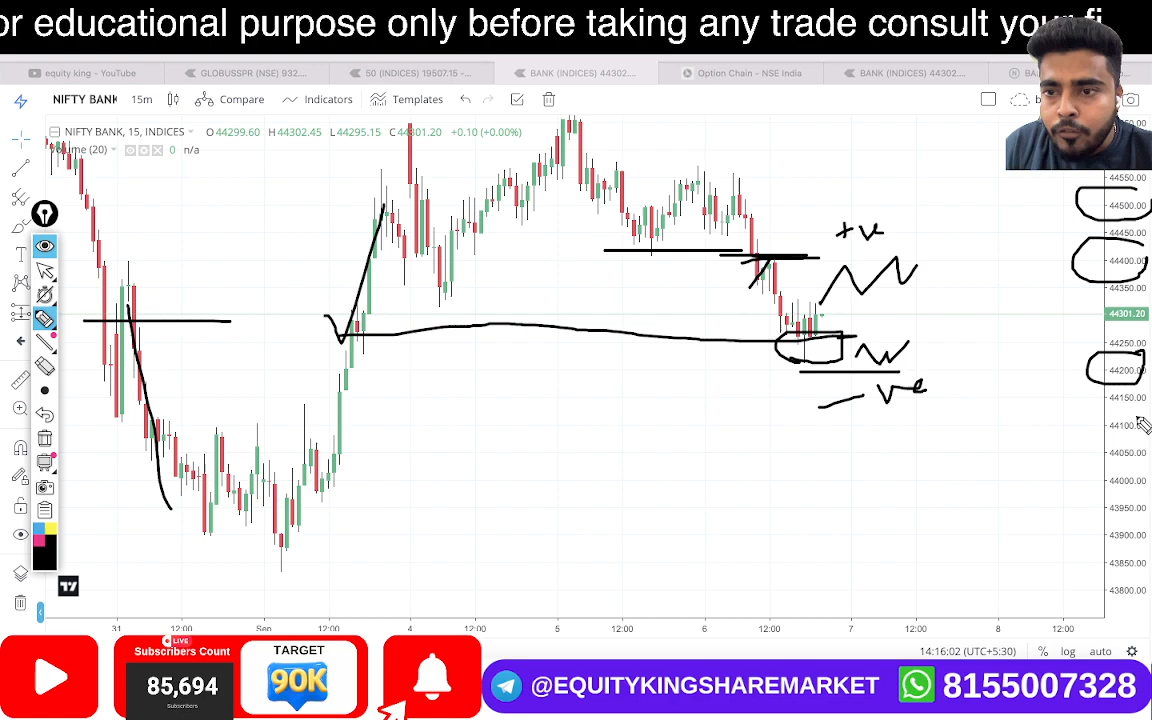 or educational purpose only before taking any trade consult your fi
equity king - YouTube
GLOBUSSPR (NSE) 932....
50 (INDICES) 19507.15 -...
BANK (INDICES) 44302....
Option Chain - NSE India
BANK (INDICES) 44302....
NIFTY BANK 15m Compare Indicators Templates
NIFTY BANK, 15, INDICES O44299.60 H44302.45 L44295.15 C44301.20 +0.10 (+0.00%)
Volume (20) 0 n/a
44550.00
44500.00
44450.00
44400.00
44350.00
44301.20
44250.00
44200.00
44150.00
44100.00
44050.00
44000.00
43950.00
43900.00
43850.00
43800.00
+ve
-ve
31 12:00 Sep 12:00 4 12:00 5 12:00 6 12:00 7 12:00 8 12:00
14:16:02 (UTC+5:30) % log auto
LIVE
Subscribers Count
85,694
Subscribers
TARGET
90K
@EQUITYKINGSHAREMARKET
8155007328